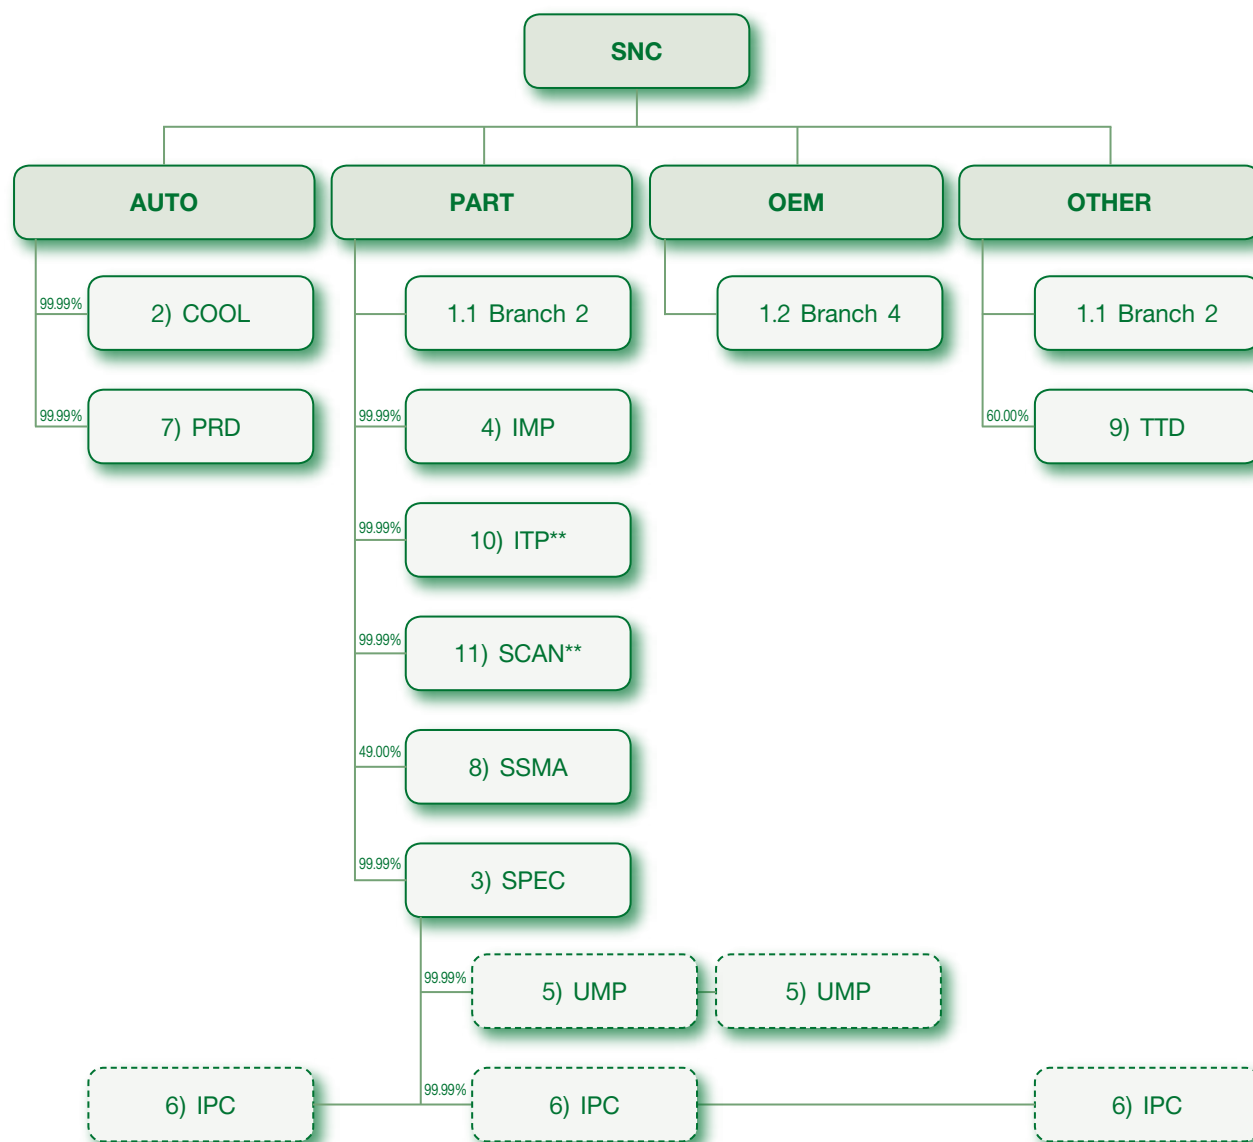 SNC
AUTO
PART
OEM
OTHER
99.99%
2) COOL
1.1 Branch 2
1.2 Branch 4
1.1 Branch 2
99.99%
7) PRD
99.99%
4) IMP
60.00%
9) TTD
99.99%
10) ITP**
99.99%
11) SCAN**
49.00%
8) SSMA
99.99%
3) SPEC
99.99%
5) UMP
5) UMP
6) IPC
99.99%
6) IPC
6) IPC